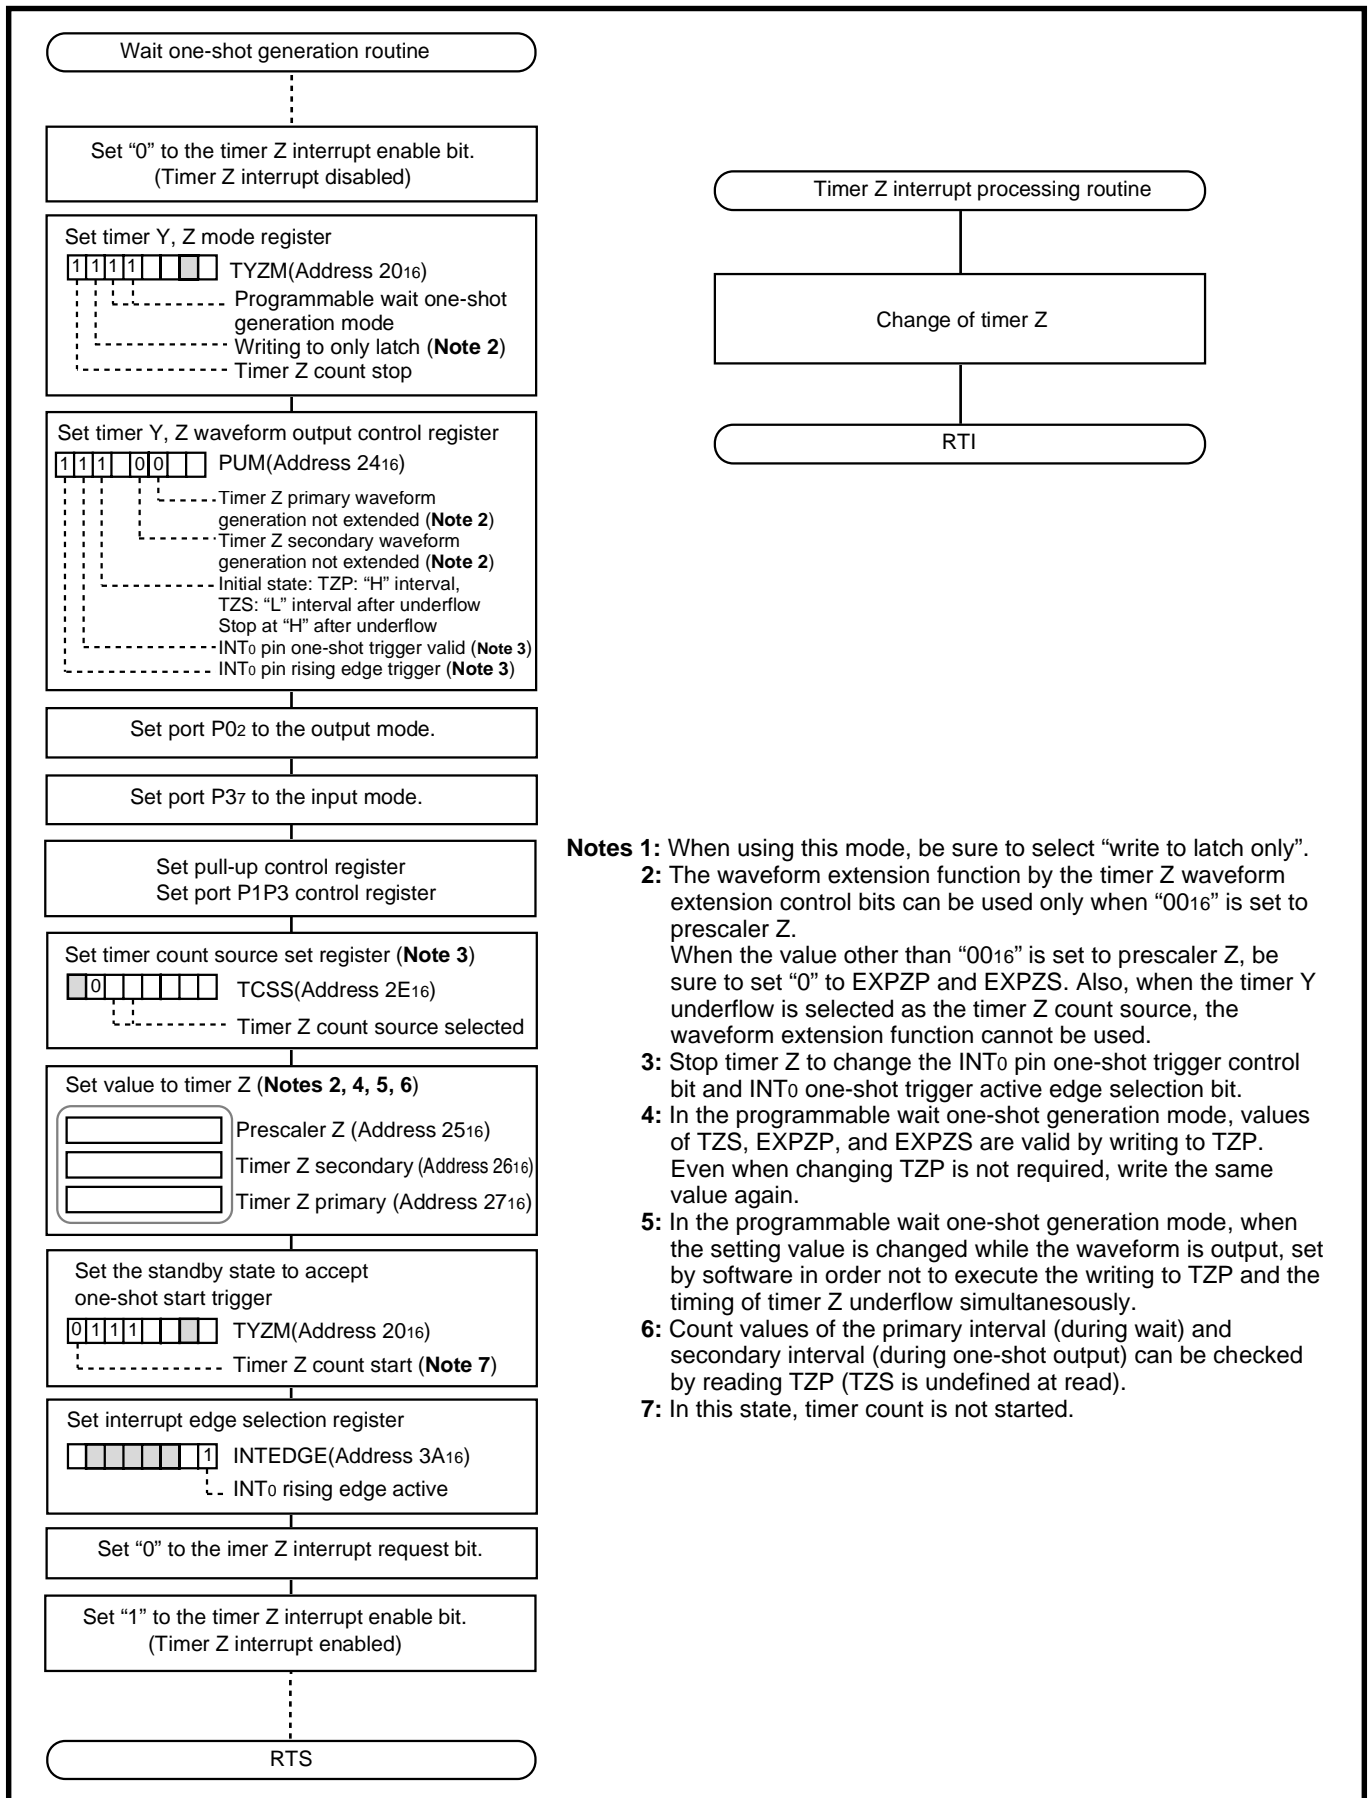 Wait one-shot generation routine
Set “0” to the timer Z interrupt enable bit.
(Timer Z interrupt disabled)
Set timer Y, Z mode register
1 1 1 1
TYZM(Address 2016)
Programmable wait one-shot
generation mode
Writing to only latch (Note 2)
Timer Z count stop
Set timer Y, Z waveform output control register
1 1 1 0 0
PUM(Address 2416)
Timer Z primary waveform
generation not extended (Note 2)
Timer Z secondary waveform
generation not extended (Note 2)
Initial state: TZP: “H” interval,
TZS: “L” interval after underflow
Stop at “H” after underflow
INT0 pin one-shot trigger valid (Note 3)
INT0 pin rising edge trigger (Note 3)
Set port P02 to the output mode.
Set port P37 to the input mode.
Set pull-up control register
Set port P1P3 control register
Set timer count source set register (Note 3)
0
TCSS(Address 2E16)
Timer Z count source selected
Set value to timer Z (Notes 2, 4, 5, 6)
Prescaler Z (Address 2516)
Timer Z secondary (Address 2616)
Timer Z primary (Address 2716)
Set the standby state to accept
one-shot start trigger
0 1 1 1
TYZM(Address 2016)
Timer Z count start (Note 7)
Set interrupt edge selection register
1
INTEDGE(Address 3A16)
INT0 rising edge active
Set “0” to the imer Z interrupt request bit.
Set “1” to the timer Z interrupt enable bit.
(Timer Z interrupt enabled)
RTS
Timer Z interrupt processing routine
Change of timer Z
RTI
Notes 1: When using this mode, be sure to select “write to latch only”.
2: The waveform extension function by the timer Z waveform
extension control bits can be used only when “0016” is set to
prescaler Z.
When the value other than “0016” is set to prescaler Z, be
sure to set “0” to EXPZP and EXPZS. Also, when the timer Y
underflow is selected as the timer Z count source, the
waveform extension function cannot be used.
3: Stop timer Z to change the INT0 pin one-shot trigger control
bit and INT0 one-shot trigger active edge selection bit.
4: In the programmable wait one-shot generation mode, values
of TZS, EXPZP, and EXPZS are valid by writing to TZP.
Even when changing TZP is not required, write the same
value again.
5: In the programmable wait one-shot generation mode, when
the setting value is changed while the waveform is output, set
by software in order not to execute the writing to TZP and the
timing of timer Z underflow simultanesously.
6: Count values of the primary interval (during wait) and
secondary interval (during one-shot output) can be checked
by reading TZP (TZS is undefined at read).
7: In this state, timer count is not started.